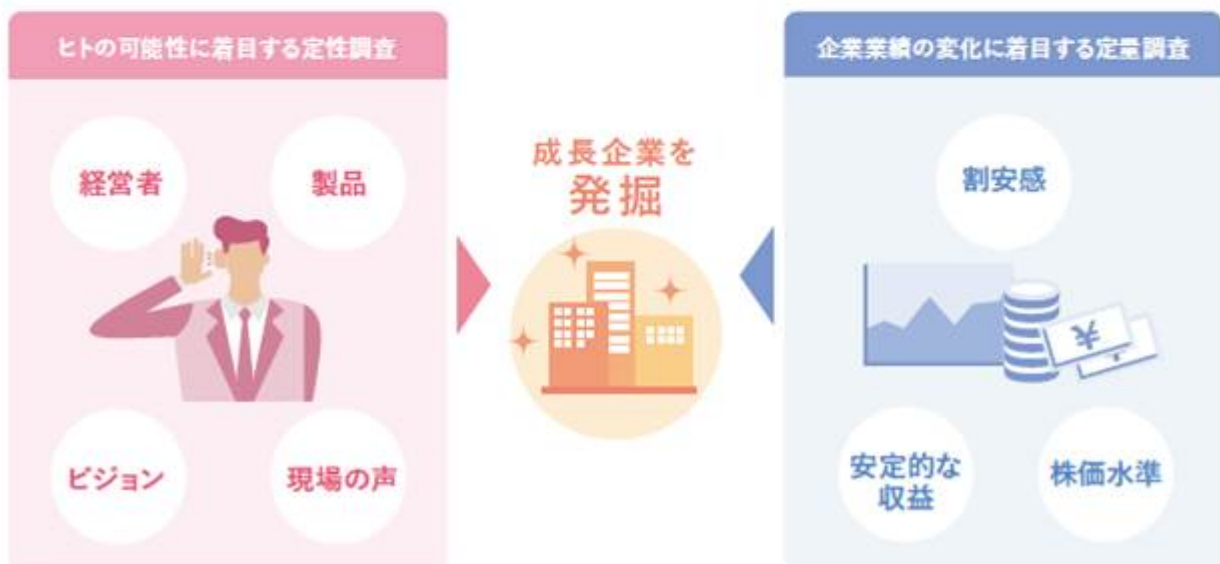 ヒトの可能性に着目する定性調査
経営者
製品
ビジョン
現場の声
成長企業を
発掘
企業業績の変化に着目する定量調査
割安感
安定的な
収益
株価水準